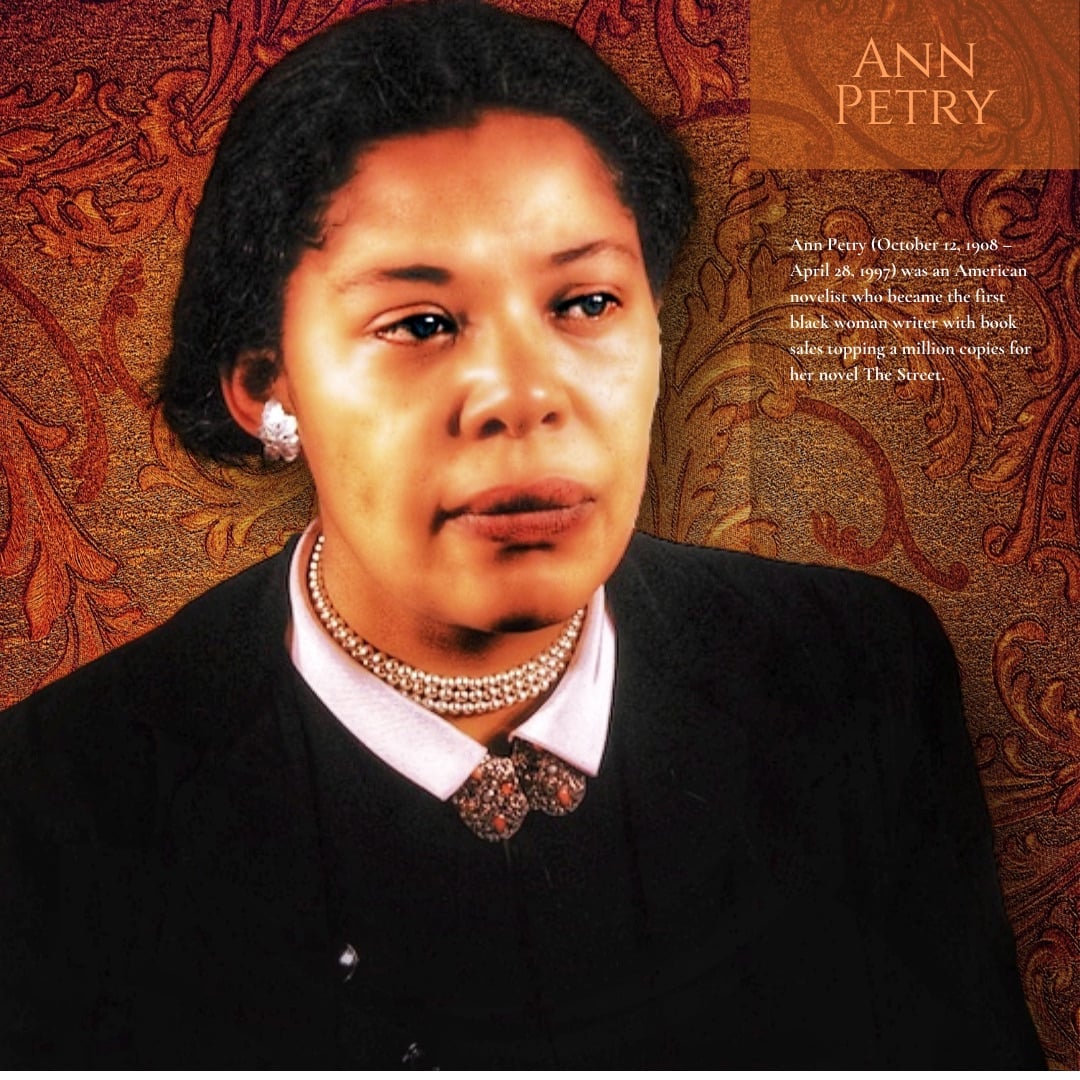 Ann
Petry
Ann Petry (October 12, 1908 –
April 28, 1997) was an American
novelist who became the first
black woman writer with book
sales topping a million copies for
her novel The Street.